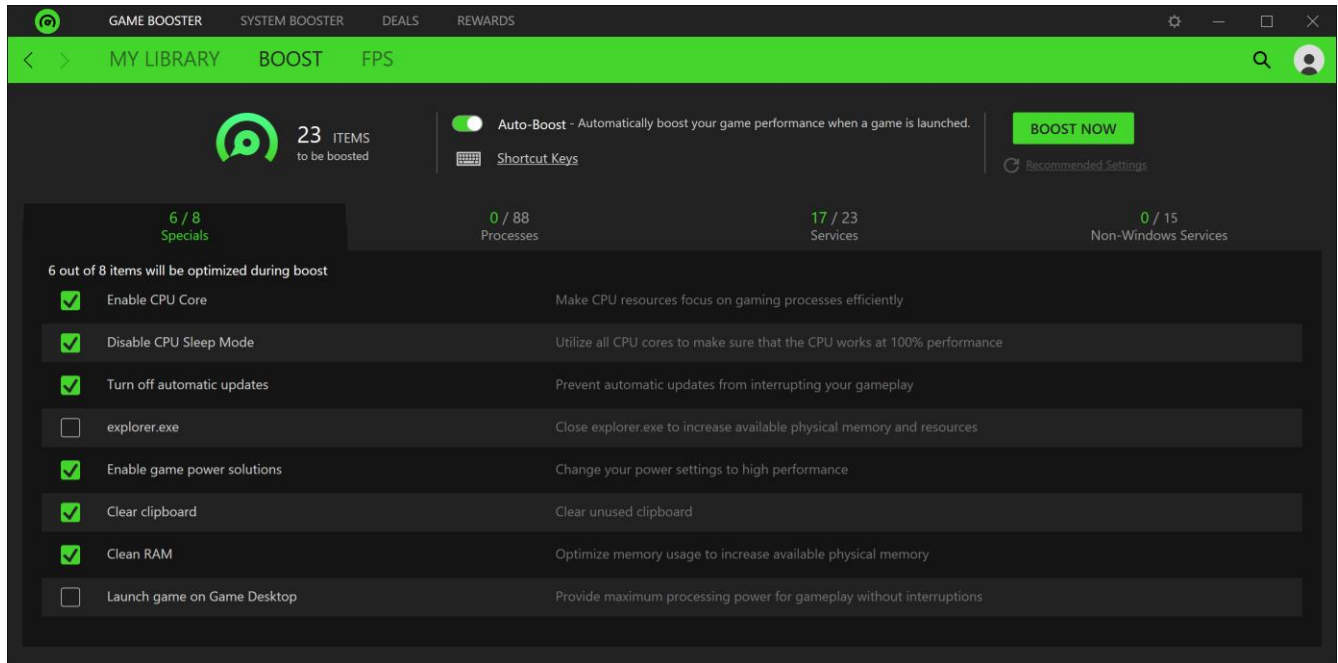 GAME BOOSTER SYSTEM BOOSTER DEALS REWARDS
MY LIBRARY BOOST FPS
23 ITEMS
to be boosted
Auto-Boost - Automatically boost your game performance when a game is launched.
Shortcut Keys
BOOST NOW
Recommended Settings
6 / 8
Specials
0 / 88
Processes
17 / 23
Services
0 / 15
Non-Windows Services
6 out of 8 items will be optimized during boost
Enable CPU Core Make CPU resources focus on gaming processes efficiently
Disable CPU Sleep Mode Utilize all CPU cores to make sure that the CPU works at 100% performance
Turn off automatic updates Prevent automatic updates from interrupting your gameplay
explorer.exe Close explorer.exe to increase available physical memory and resources
Enable game power solutions Change your power settings to high performance
Clear clipboard Clear unused clipboard
Clean RAM Optimize memory usage to increase available physical memory
Launch game on Game Desktop Provide maximum processing power for gameplay without interruptions